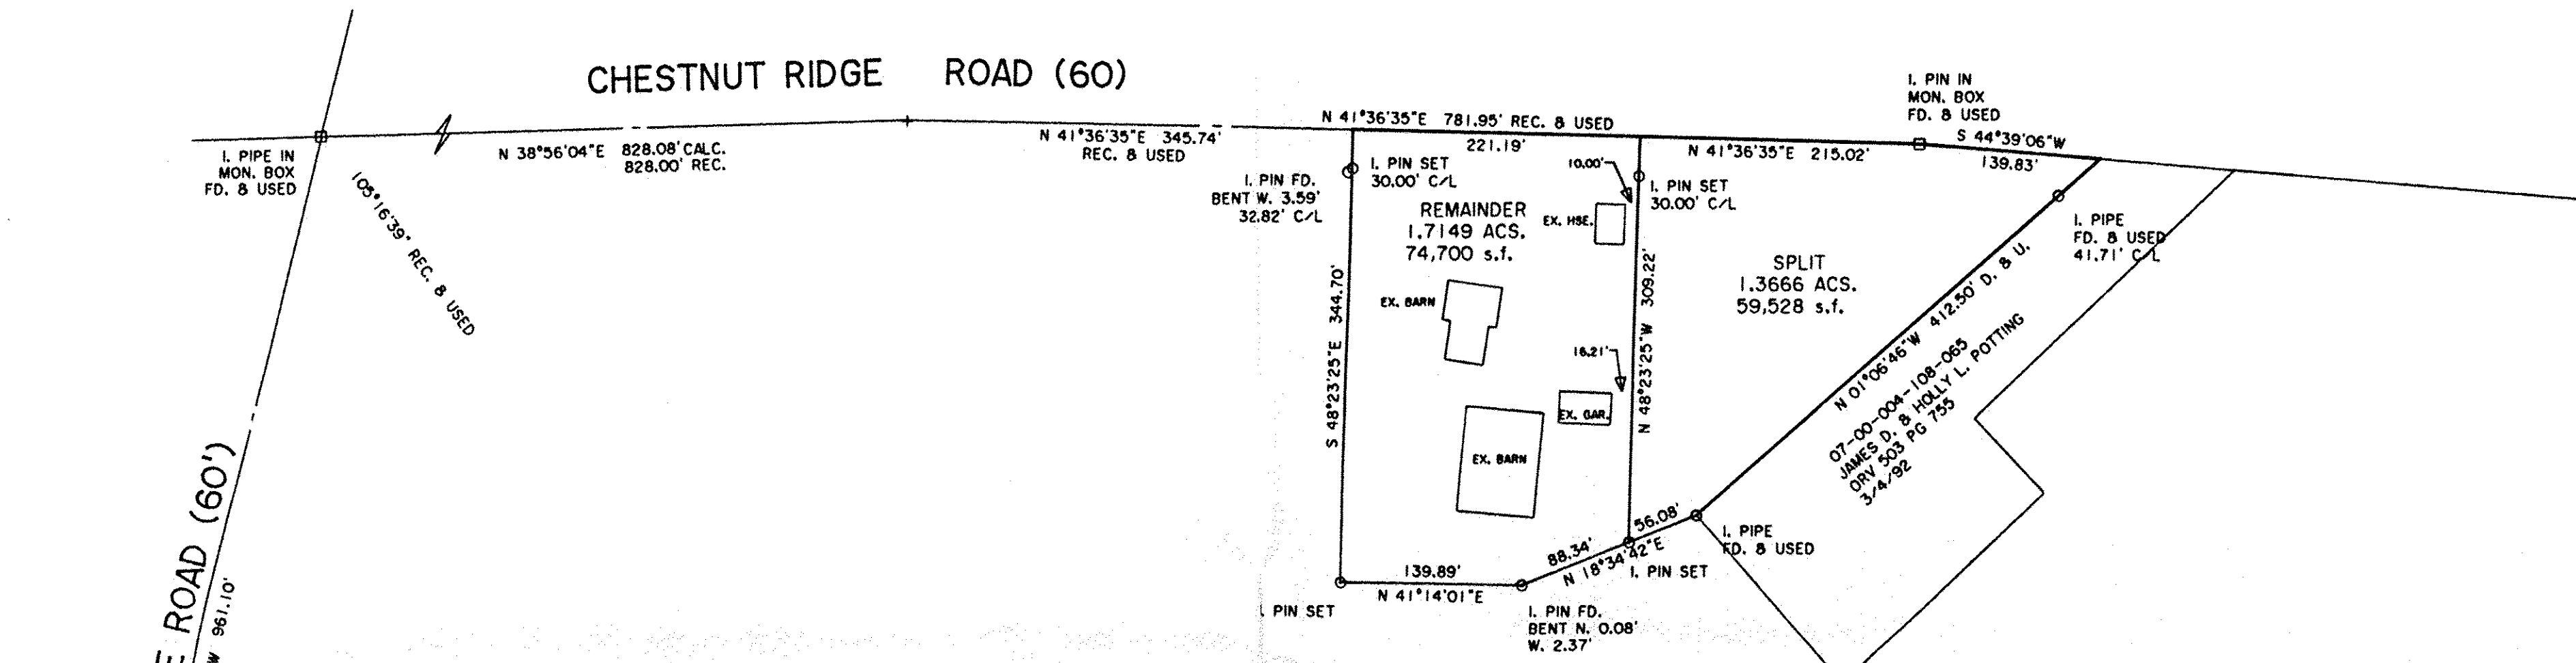 CHESTNUT RIDGE ROAD (60)
I. PIPE IN
MON. BOX
FD. & USED
N 38°56'04"E 828.08' CALC.
828.00' REC.
105°16'39" REC. & USED
N 41°36'35"E 345.74'
REC. & USED
N 41°36'35"E 781.95' REC. & USED
221.19'
N 41°36'35"E 215.02'
I. PIN IN
MON. BOX
FD. & USED
S 44°39'06"W
139.83'
I. PIN FD.
BENT W. 3.59'
32.82' C/L
I. PIN SET
30.00' C/L
10.00'
I. PIN SET
30.00' C/L
REMAINDER
1.7149 ACS.
74,700 s.f.
EX. HSE.
I. PIPE
FD. & USED
41.71' C/L
SPLIT
1.3666 ACS.
59,528 s.f.
S 48°23'25"E 344.70'
EX. BARN
N 48°23'25"W 309.22'
N 01°06'46"W 412.50' D. & U.
07-00-004-108-065
JAMES D. & HOLLY L. POTTING
ORV 503 PG 755
3/4/92
16.21'
EX. GAR.
EX. BARN
56.08'
88.34'
N 18°34'42"E
I. PIN SET
I. PIPE
FD. & USED
139.89'
N 41°14'01"E
I. PIN SET
I. PIN FD.
BENT N. 0.08'
W. 2.37'
E ROAD (60')
W 961.10'